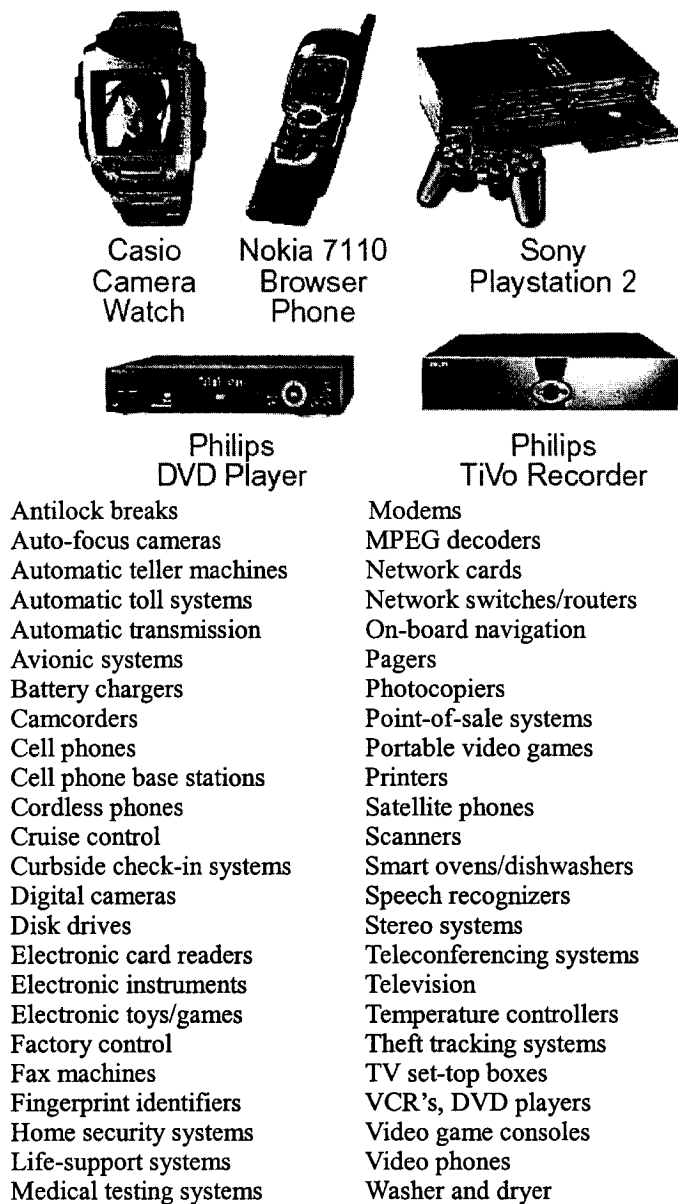 Casio
Camera
Watch
Nokia 7110
Browser
Phone
Sony
Playstation 2
Philips
DVD Player
Philips
TiVo Recorder
Antilock breaks
Auto-focus cameras
Automatic teller machines
Automatic toll systems
Automatic transmission
Avionic systems
Battery chargers
Camcorders
Cell phones
Cell phone base stations
Cordless phones
Cruise control
Curbside check-in systems
Digital cameras
Disk drives
Electronic card readers
Electronic instruments
Electronic toys/games
Factory control
Fax machines
Fingerprint identifiers
Home security systems
Life-support systems
Medical testing systems
Modems
MPEG decoders
Network cards
Network switches/routers
On-board navigation
Pagers
Photocopiers
Point-of-sale systems
Portable video games
Printers
Satellite phones
Scanners
Smart ovens/dishwashers
Speech recognizers
Stereo systems
Teleconferencing systems
Television
Temperature controllers
Theft tracking systems
TV set-top boxes
VCR's, DVD players
Video game consoles
Video phones
Washer and dryer